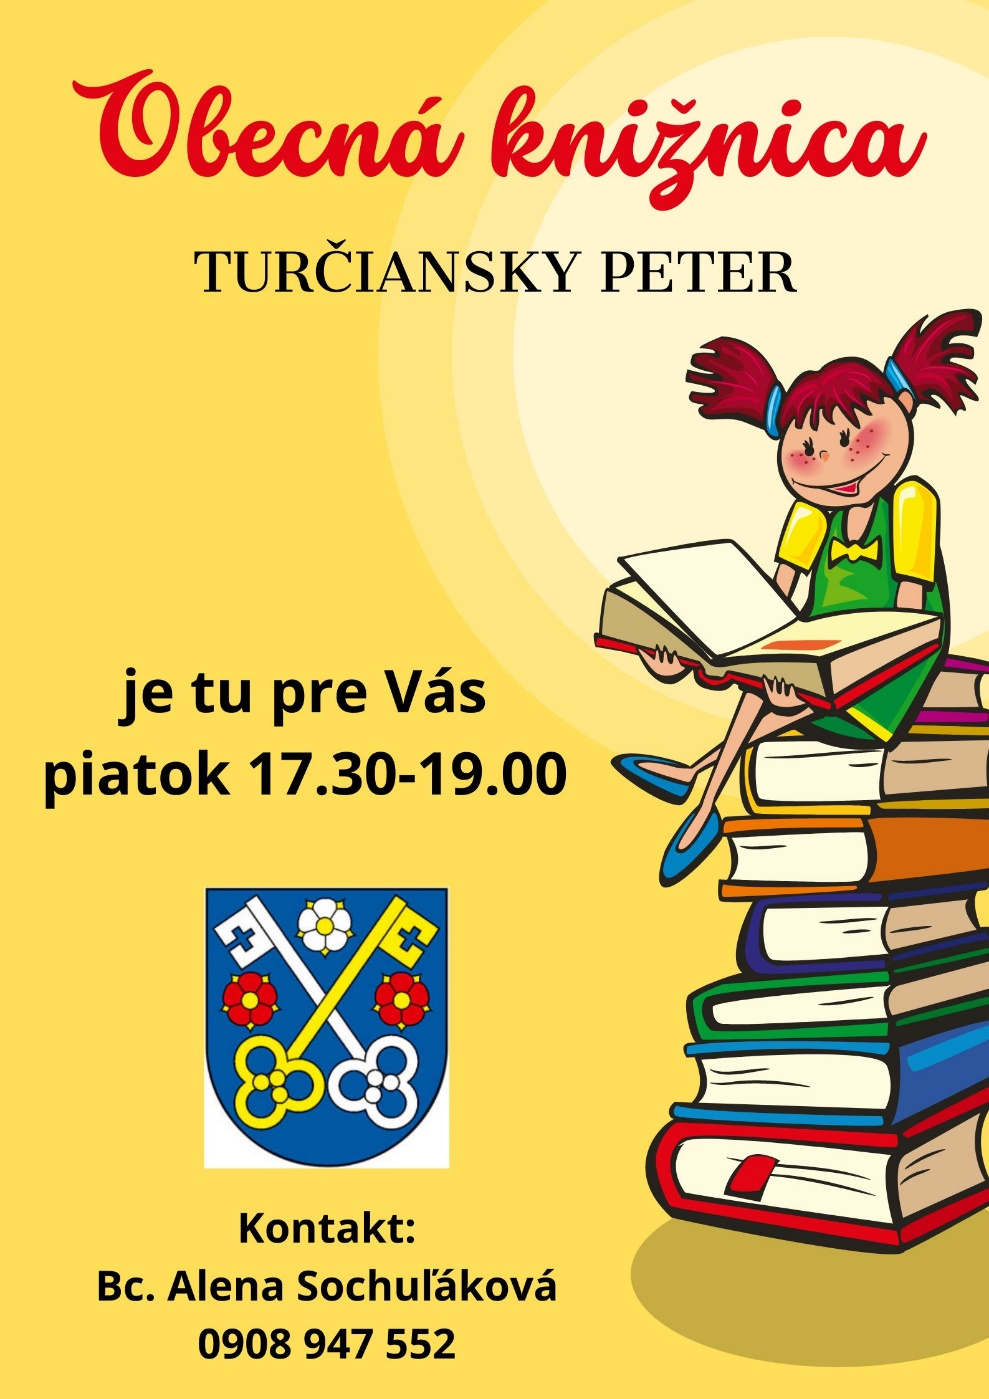 Obecná knižnica
TURČIANSKY PETER
je tu pre Vás
piatok 17.30-19.00
Kontakt:
Bc. Alena Sochuľáková
0908 947 552